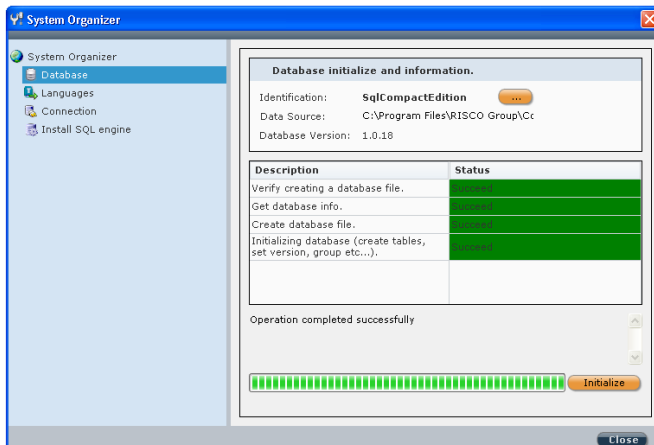 System Organizer
System Organizer
Database
Languages
Connection
Install SQL engine
Database initialize and information.
Identification: SqlCompactEdition ...
Data Source: C:\Program Files\RISCO Group\Cc
Database Version: 1.0.18
Description Status
Verify creating a database file. Succeed
Get database info. Succeed
Create database file. Succeed
Initializing database (create tables, Succeed
set version, group etc...).
Operation completed successfully
Initialize
Close